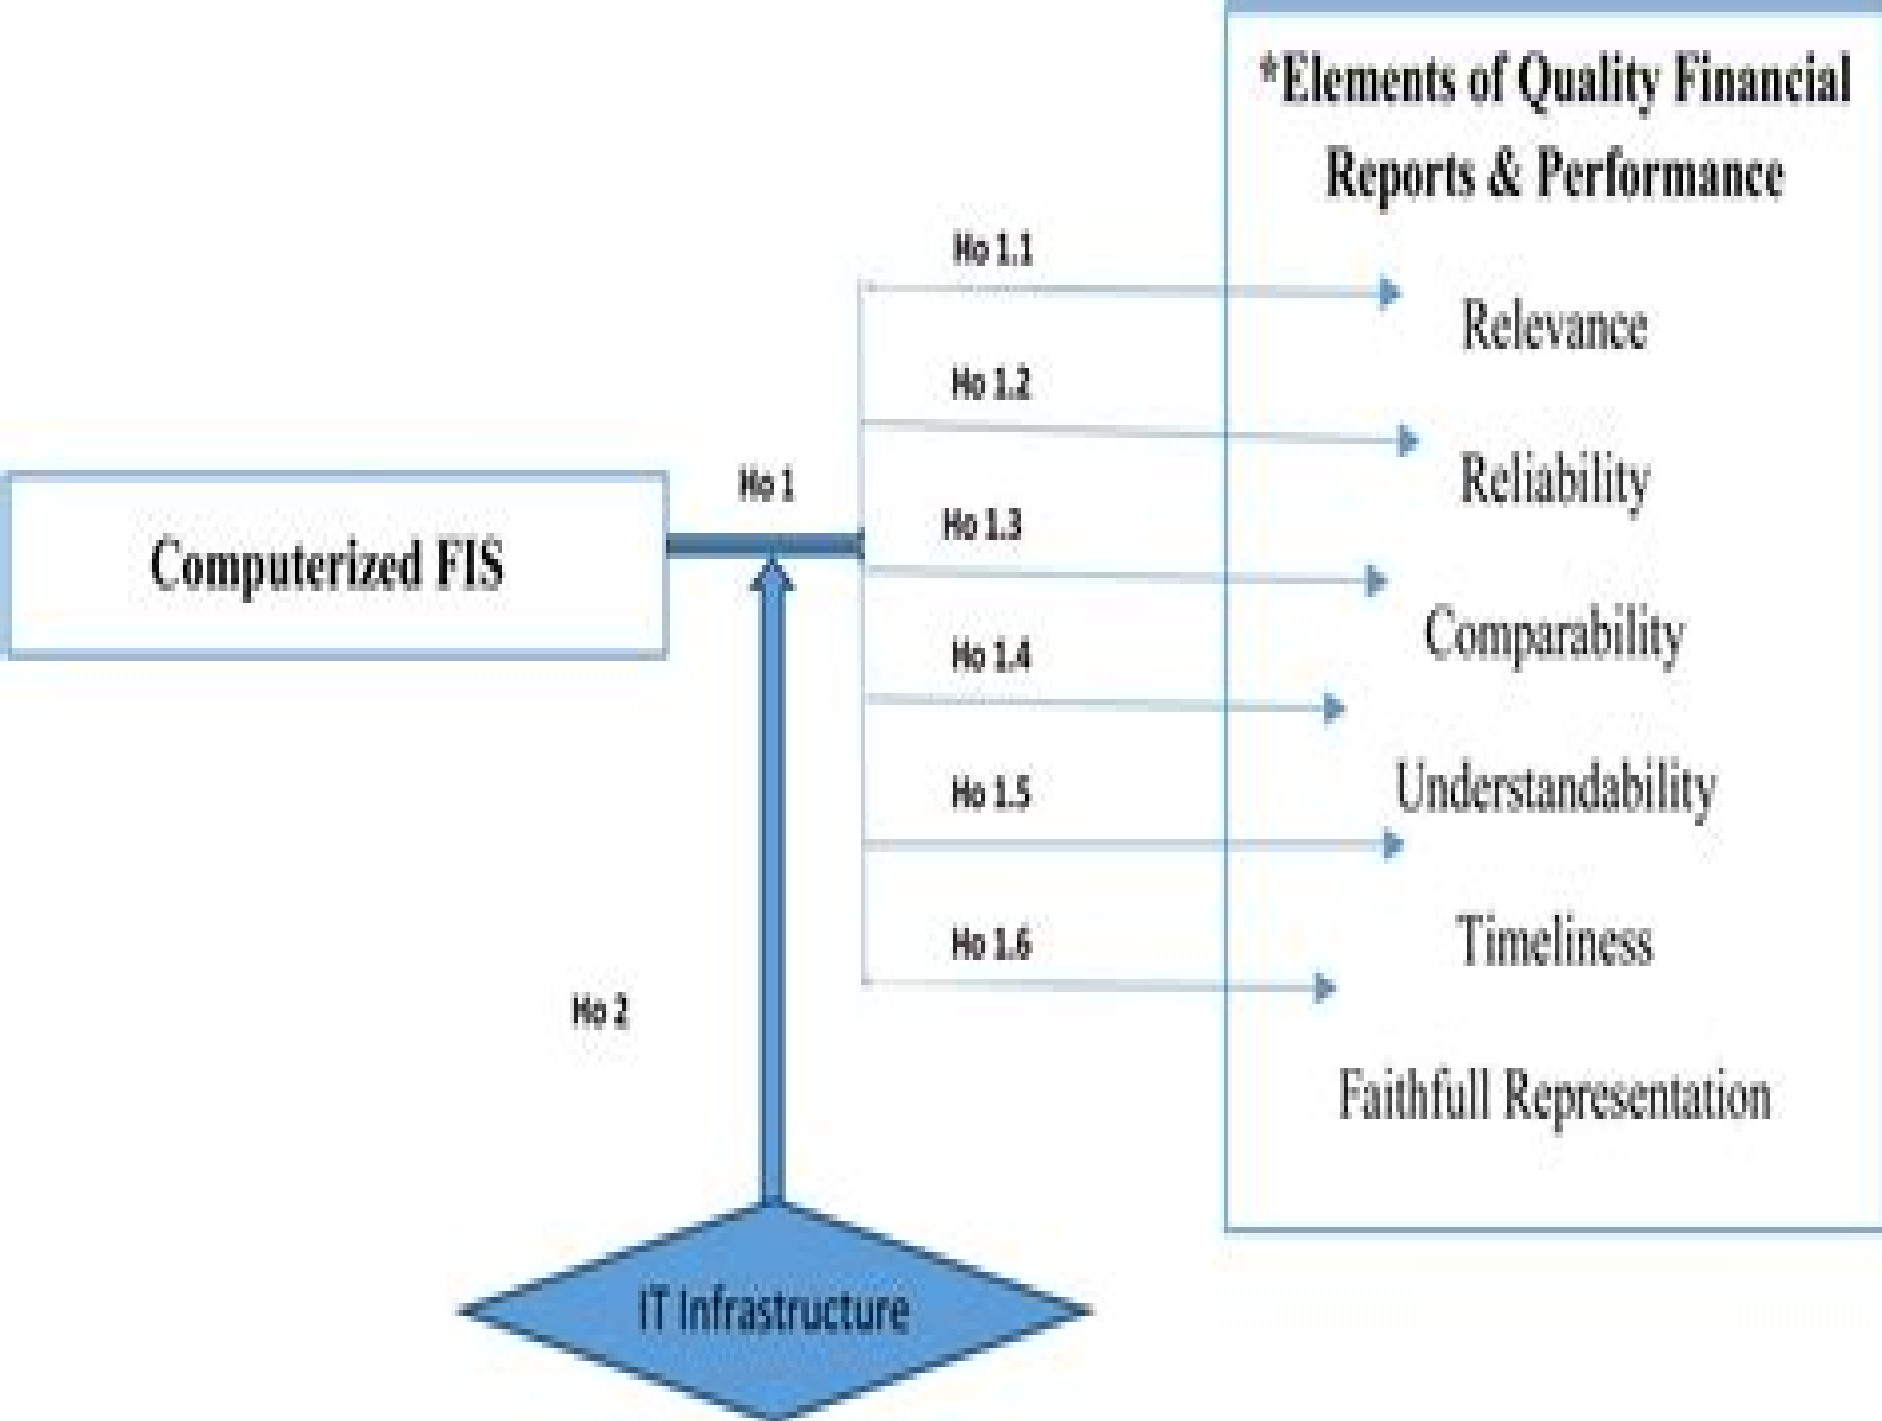 *Elements of Quality Financial
Reports & Performance
Ho 1.1
Relevance
Ho 1.2
Reliability
Ho 1
Ho 1.3
Computerized FIS
Comparability
Ho 1.4
Understandability
Ho 1.5
Timeliness
Ho 1.6
Ho 2
Faithfull Representation
IT Infrastructure